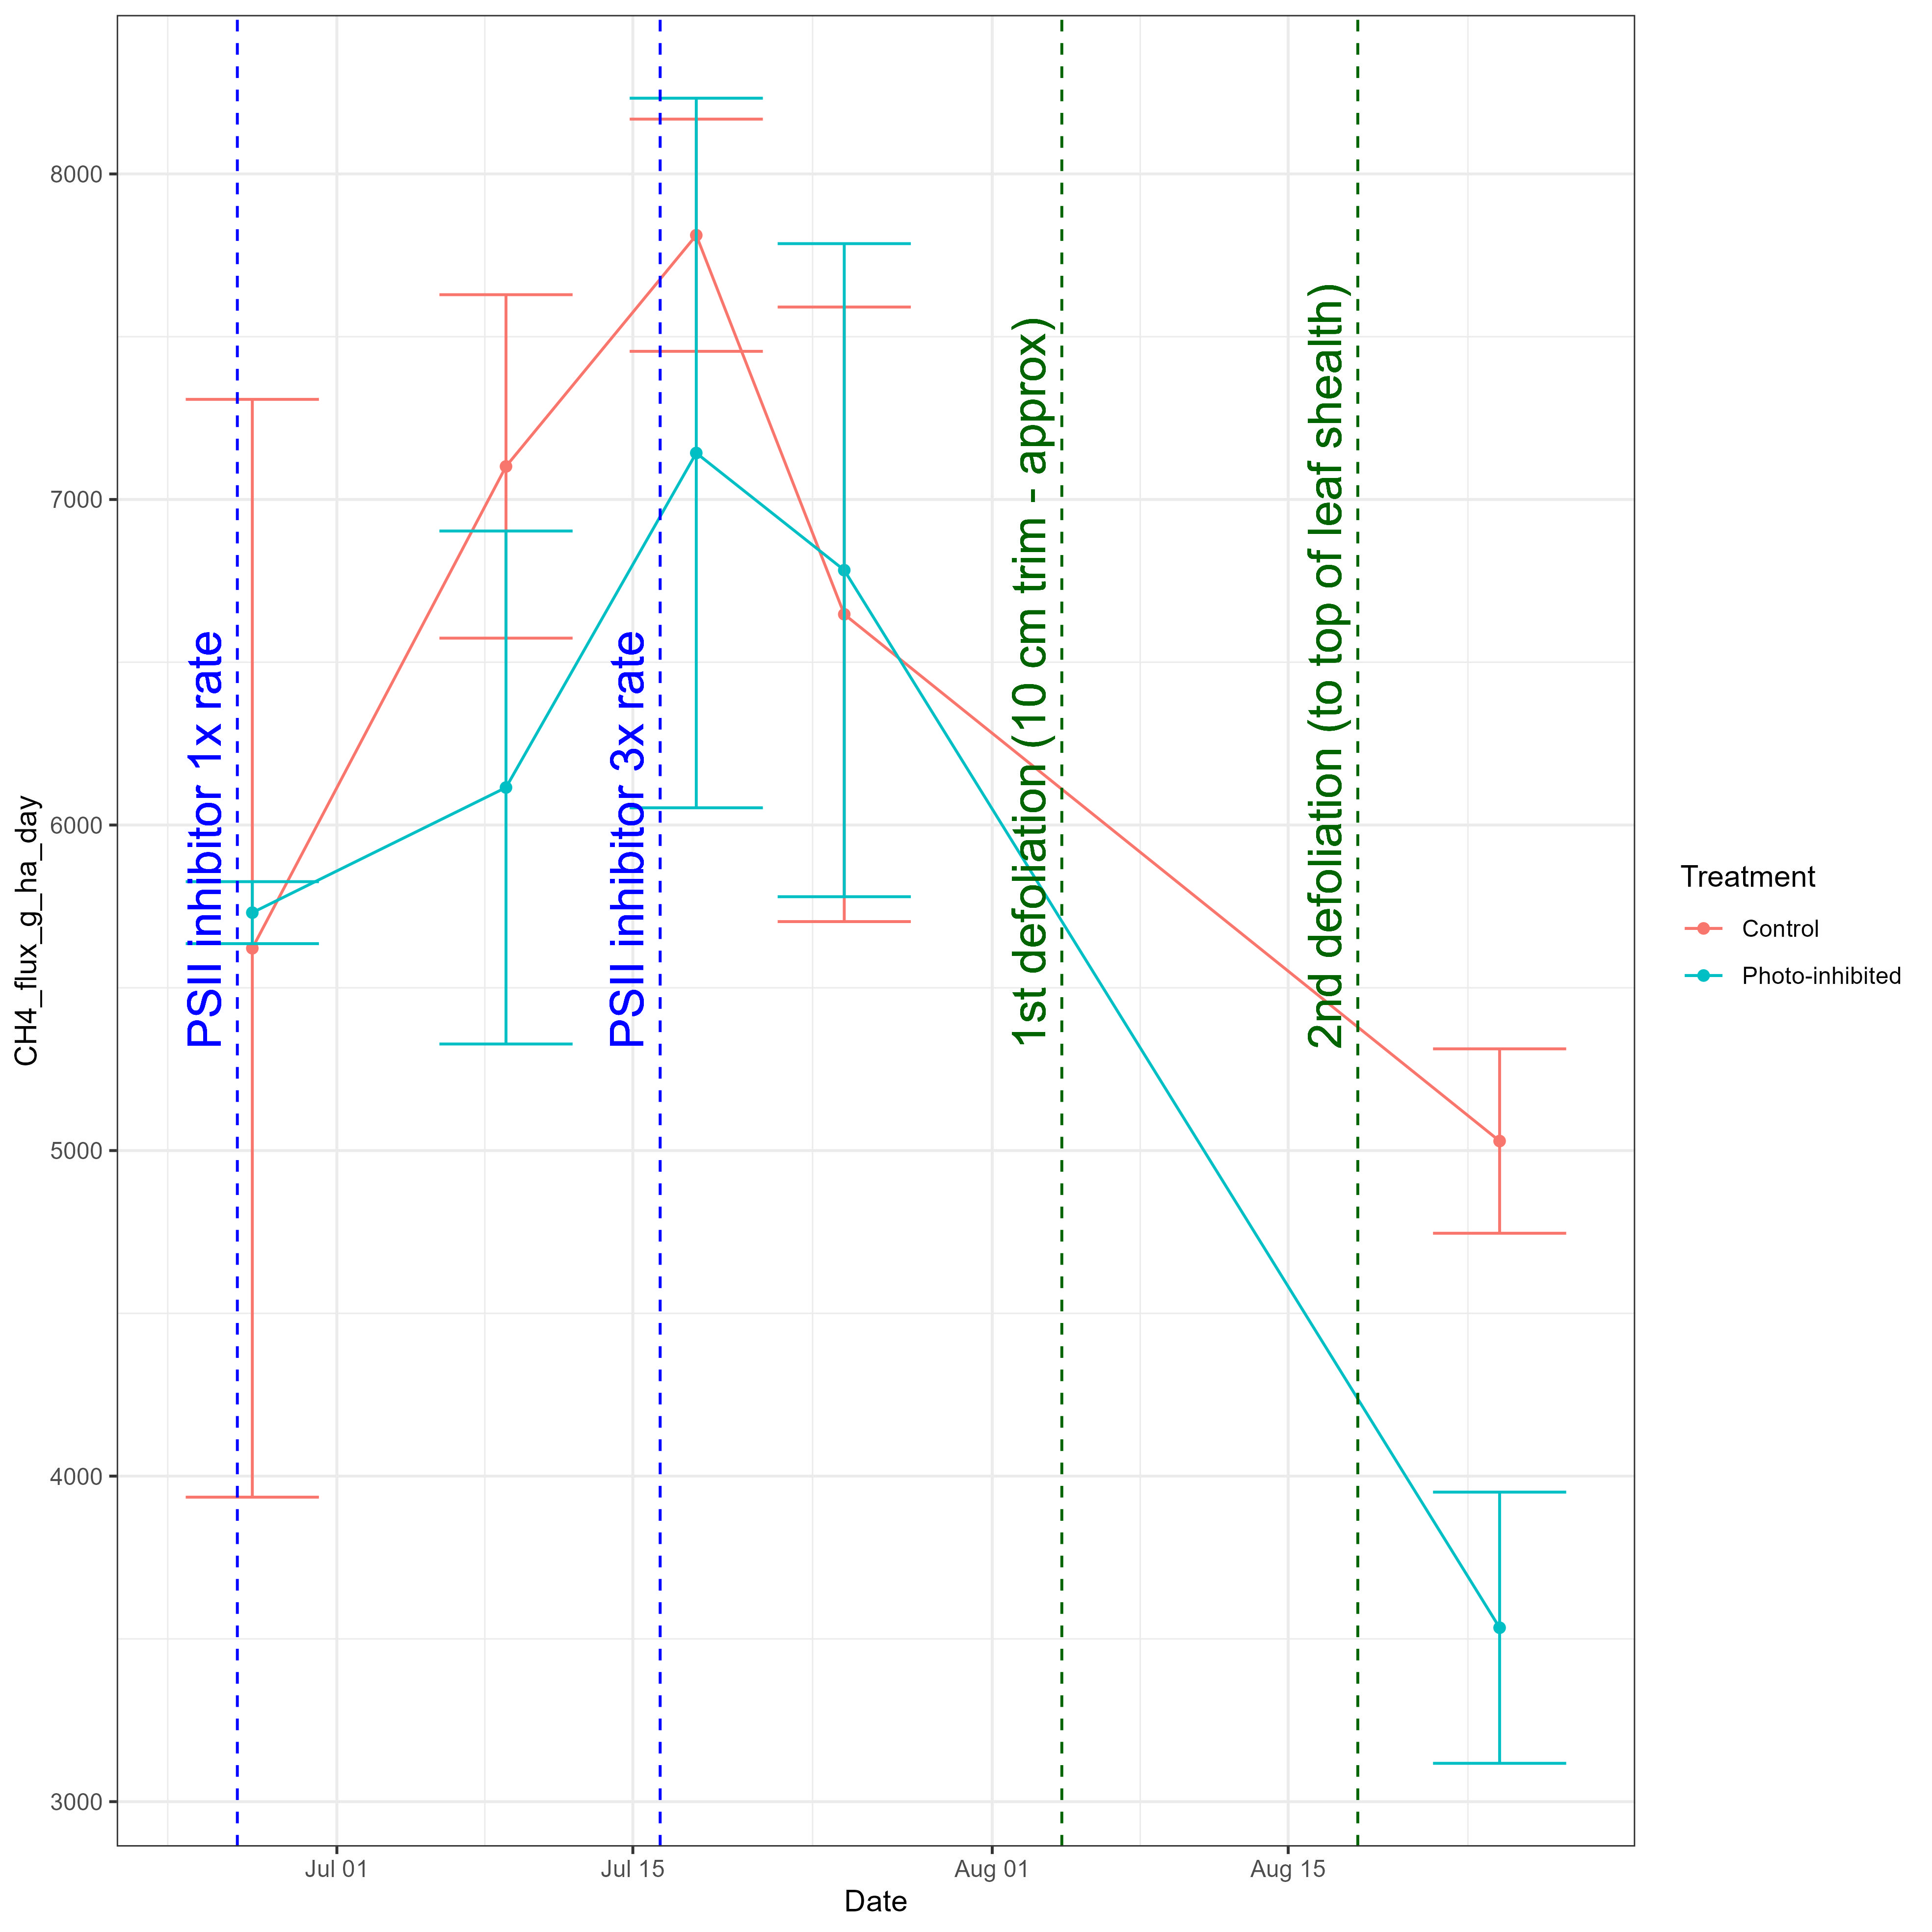 8000
7000
6000
5000
4000
3000
CH4_flux_g_ha_day
PSII inhibitor 1x rate
PSII inhibitor 3x rate
1st defoliation (10 cm trim - approx)
2nd defoliation (to top of leaf shealth)
Jul 01
Jul 15
Aug 01
Aug 15
Date
Treatment
Control
Photo-inhibited